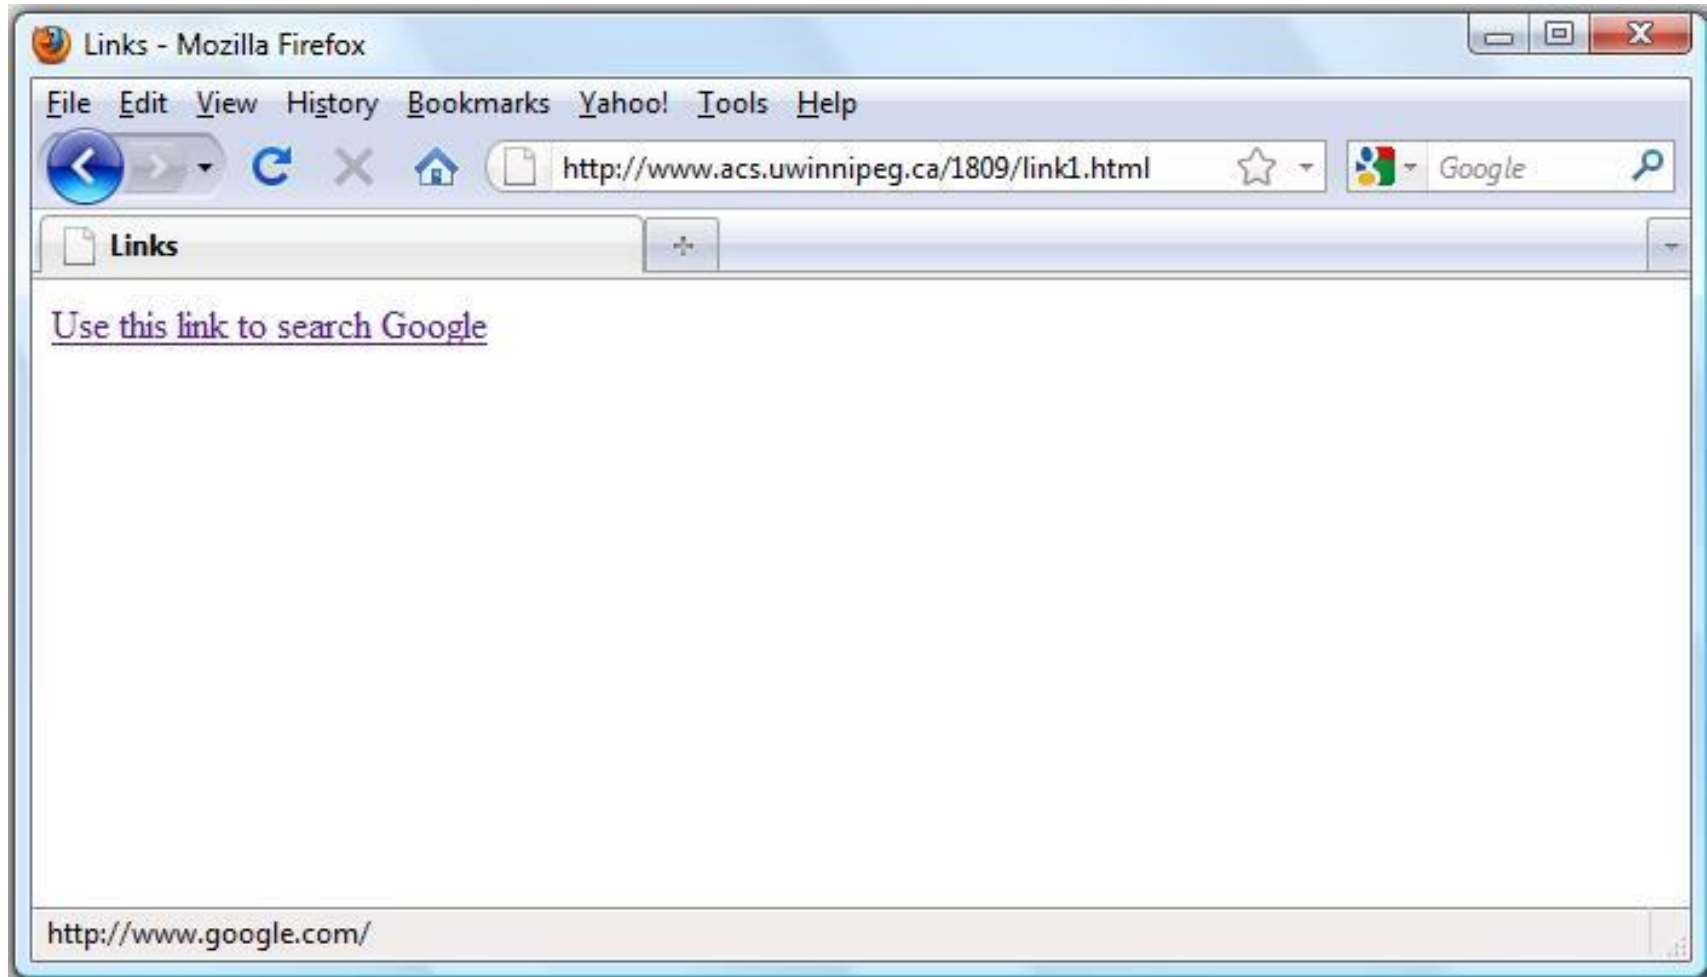 Links - Mozilla Firefox
File Edit View History Bookmarks Yahoo! Tools Help
http://www.acs.uwinnipeg.ca/1809/link1.html Google
Links
Use this link to search Google
http://www.google.com/